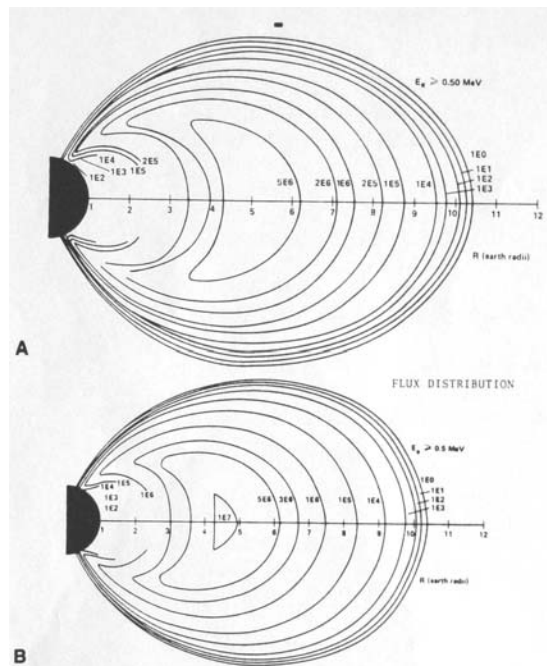 E_e ⩾ 0.50 MeV
1E0
1E1
1E2
1E3
1E4
1E5
2E5
1E6
2E6
5E6
1E4 2E5
1E3 1E5
1E2
1 2 3 4 5 6 7 8 9 10 11 12
R (earth radii)
A
FLUX DISTRIBUTION
E_e ⩾ 0.5 MeV
1E0
1E1
1E2
1E3
5E6 3E6 1E6 1E5 1E4
1E7
1E5
1E4
1E3 1E6
1E2
1 2 3 4 5 6 7 8 9 10 11 12
R (earth radii)
B